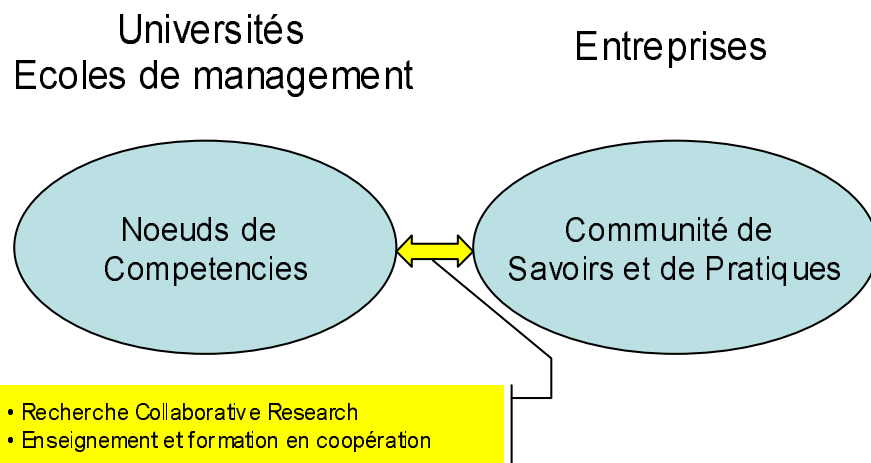 Universités
Ecoles de management
Entreprises
Noeuds de
Competencies
Communité de
Savoirs et de Pratiques
• Recherche Collaborative Research
• Enseignement et formation en coopération